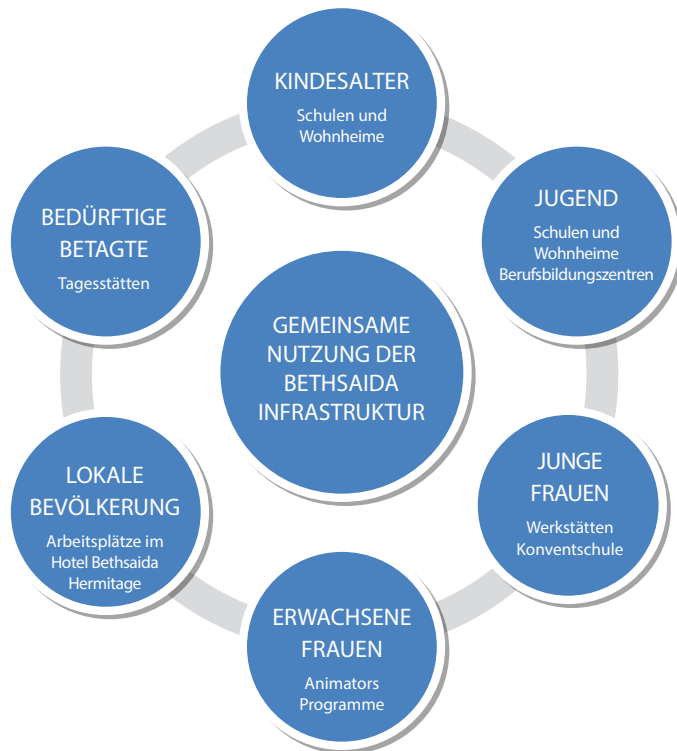 KINDESALTER
Schulen und
Wohnheime
JUGEND
Schulen und
Wohnheime
Berufsbildungszentren
JUNGE
FRAUEN
Werkstätten
Konventschule
ERWACHSENE
FRAUEN
Animators
Programme
LOKALE
BEVÖLKERUNG
Arbeitsplätze im
Hotel Bethsaida
Hermitage
BEDÜRFTIGE
BETAGTE
Tagesstätten
GEMEINSAME
NUTZUNG DER
BETHSAIDA
INFRASTRUKTUR